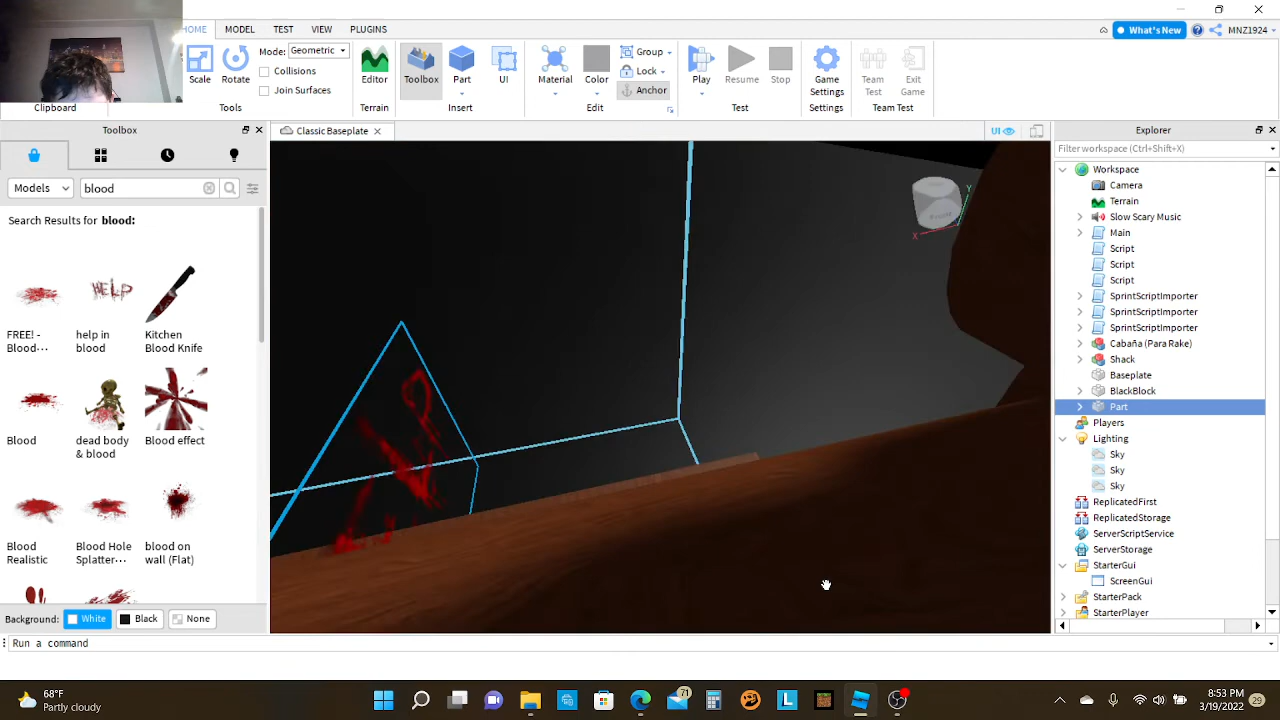 HOME MODEL TEST VIEW PLUGINS What's New MNZ1924
Mode: Geometric Group
Collisions Lock
Scale Rotate Join Surfaces Editor Toolbox Part UI Material Color Anchor Play Resume Stop Game Settings Team Test Exit Game
Clipboard Tools Terrain Insert Edit Test Settings Team Test
Toolbox
Classic Baseplate
UI
Explorer
Filter workspace (Ctrl+Shift+X)
Models blood
Search Results for blood:
FREE! - Blood...
help in blood
Kitchen Blood Knife
Blood
dead body & blood
Blood effect
Blood Realistic
Blood Hole Splatter...
blood on wall (Flat)
Background: White Black None
HELP
Y
X
Workspace
Camera
Terrain
Slow Scary Music
Main
Script
Script
Script
SprintScriptImporter
SprintScriptImporter
SprintScriptImporter
Cabaña (Para Rake)
Shack
Baseplate
BlackBlock
Part
Players
Lighting
Sky
Sky
Sky
ReplicatedFirst
ReplicatedStorage
ServerScriptService
ServerStorage
StarterGui
ScreenGui
StarterPack
StarterPlayer
Run a command
68°F
Partly cloudy
71
L
8:53 PM
3/19/2022
29